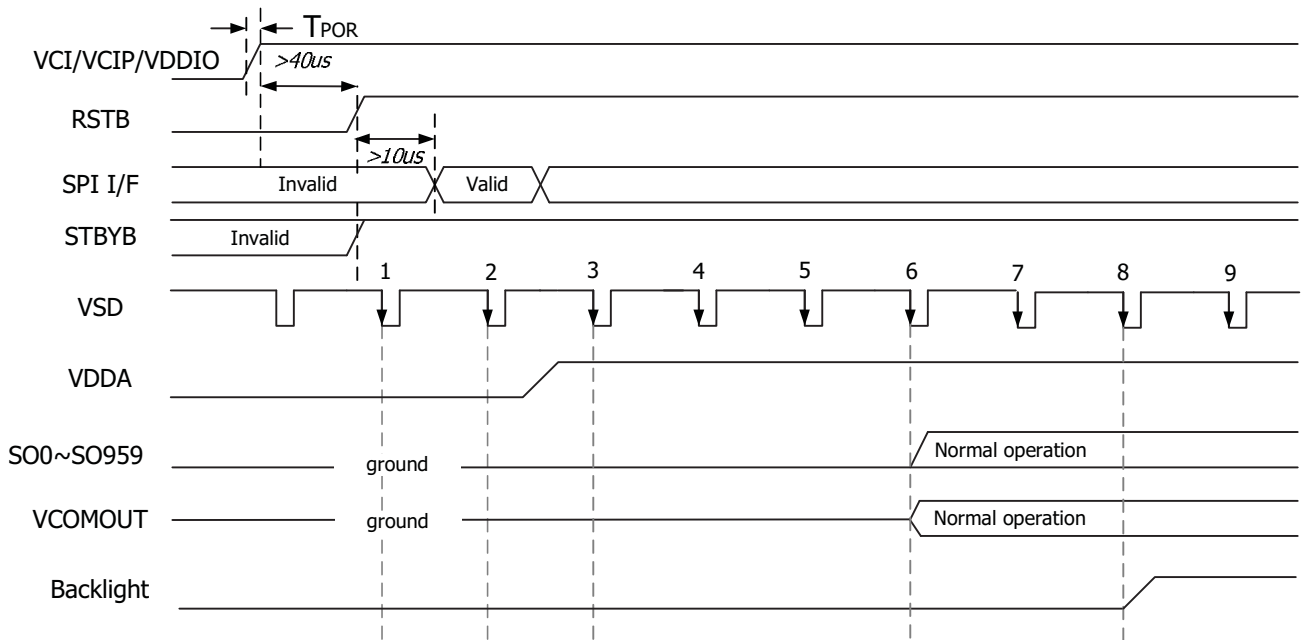 TPOR
VCI/VCIP/VDDIO
>40us
RSTB
>10us
SPI I/F
Invalid
Valid
STBYB
Invalid
1 2 3 4 5 6 7 8 9
VSD
VDDA
SO0~SO959
ground
Normal operation
VCOMOUT
ground
Normal operation
Backlight